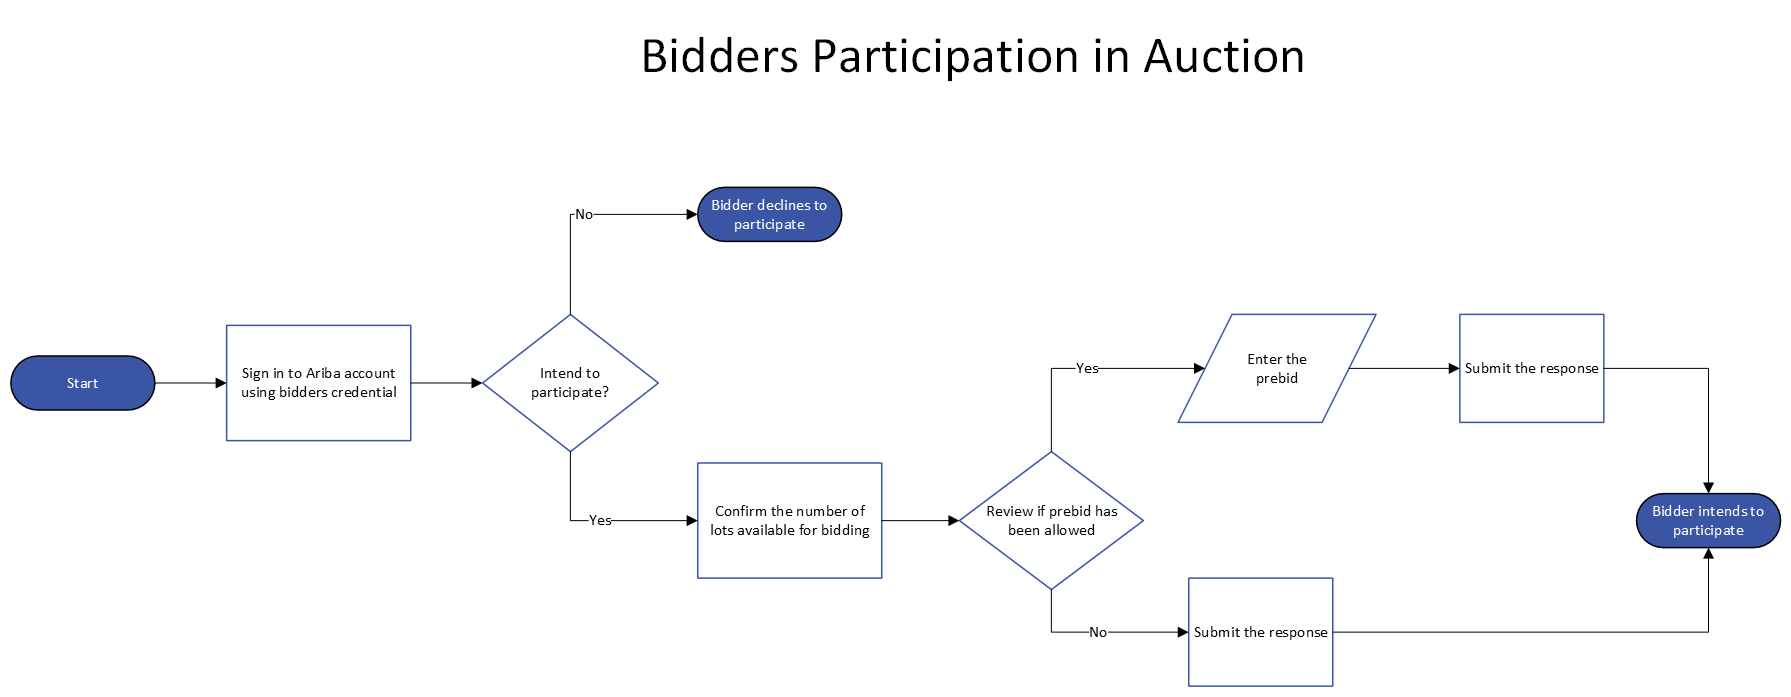 Bidders Participation in Auction
Bidder declines to
participate
No
Start
Sign in to Ariba account
using bidders credential
Intend to
participate?
Yes
Confirm the number of
lots available for bidding
Review if prebid has
been allowed
Yes
Enter the
prebid
Submit the response
No
Submit the response
Bidder intends to
participate